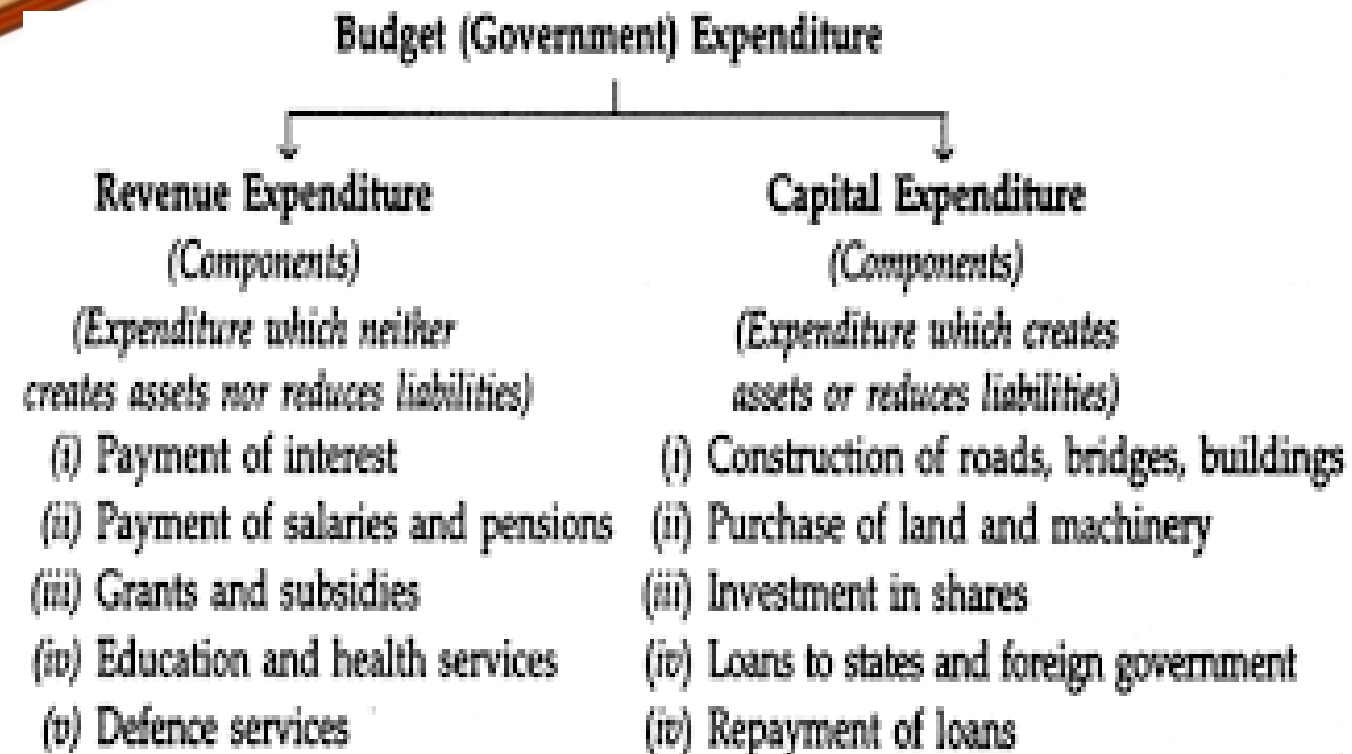 Budget (Government) Expenditure
Revenue Expenditure
(Components)
(Expenditure which neither
creates assets nor reduces liabilities)
(i) Payment of interest
(ii) Payment of salaries and pensions
(iii) Grants and subsidies
(iv) Education and health services
(v) Defence services
Capital Expenditure
(Components)
(Expenditure which creates
assets or reduces liabilities)
(i) Construction of roads, bridges, buildings
(ii) Purchase of land and machinery
(iii) Investment in shares
(iv) Loans to states and foreign government
(iv) Repayment of loans